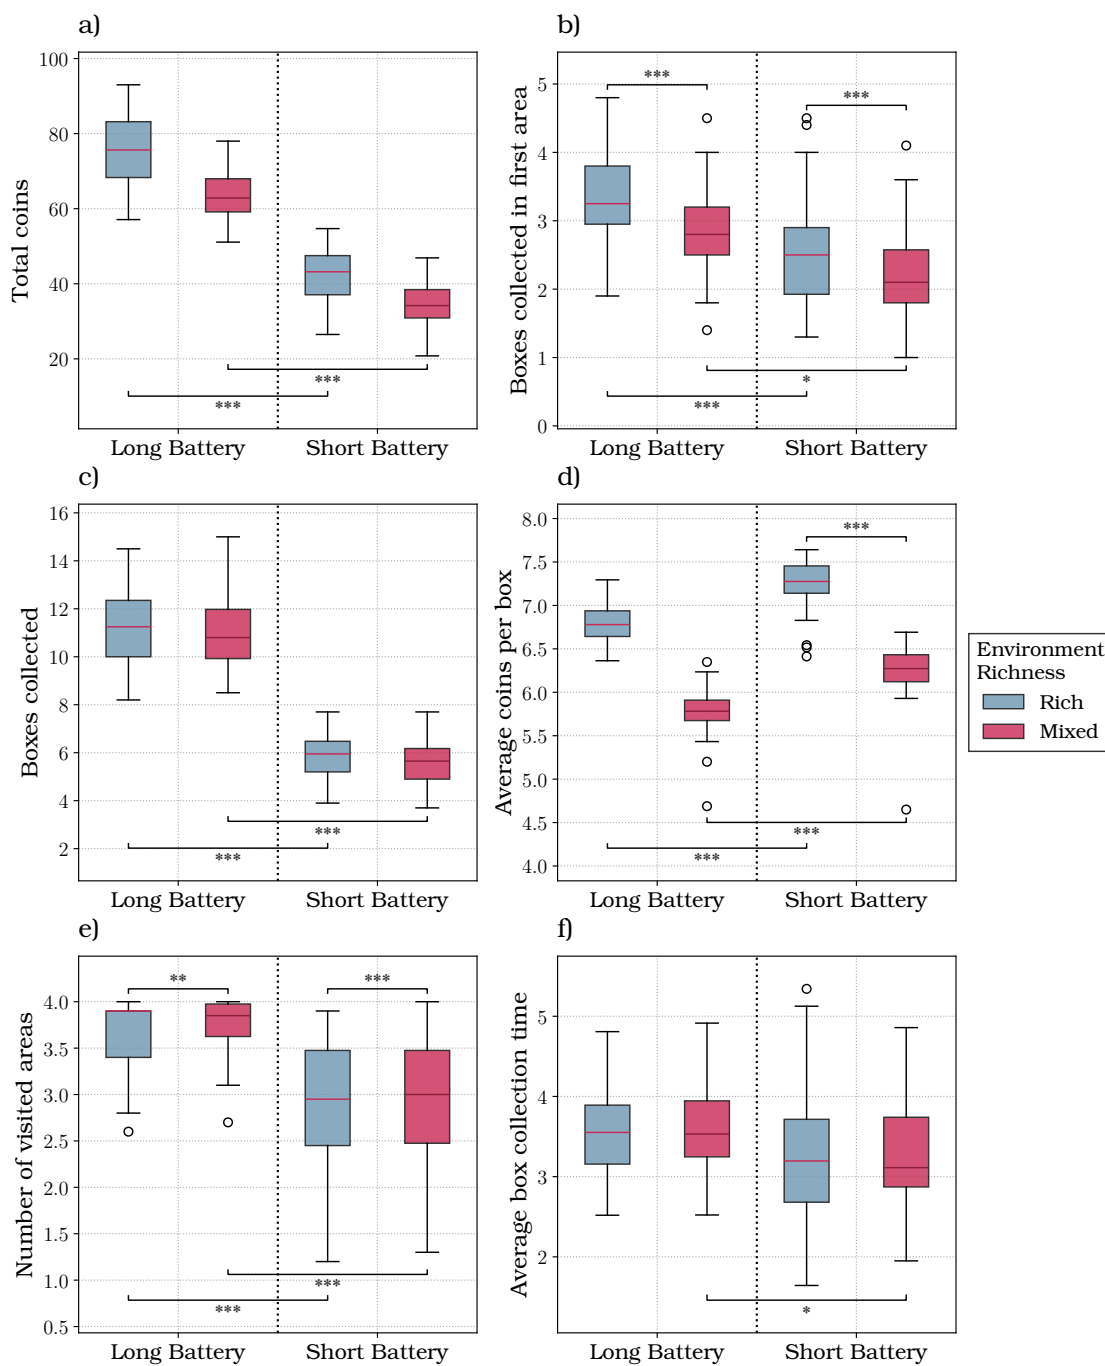 a)
Total coins
100
80
60
40
20
***
***
Long Battery Short Battery
b)
Boxes collected in first area
5
4
3
2
1
0
***
***
*
***
Long Battery Short Battery
c)
Boxes collected
16
14
12
10
8
6
4
2
***
***
Long Battery Short Battery
d)
Average coins per box
8.0
7.5
7.0
6.5
6.0
5.5
5.0
4.5
4.0
***
***
***
Long Battery Short Battery
Environment
Richness
Rich
Mixed
e)
Number of visited areas
4.0
3.5
3.0
2.5
2.0
1.5
1.0
0.5
**
***
***
***
Long Battery Short Battery
f)
Average box collection time
5
4
3
2
*
Long Battery Short Battery